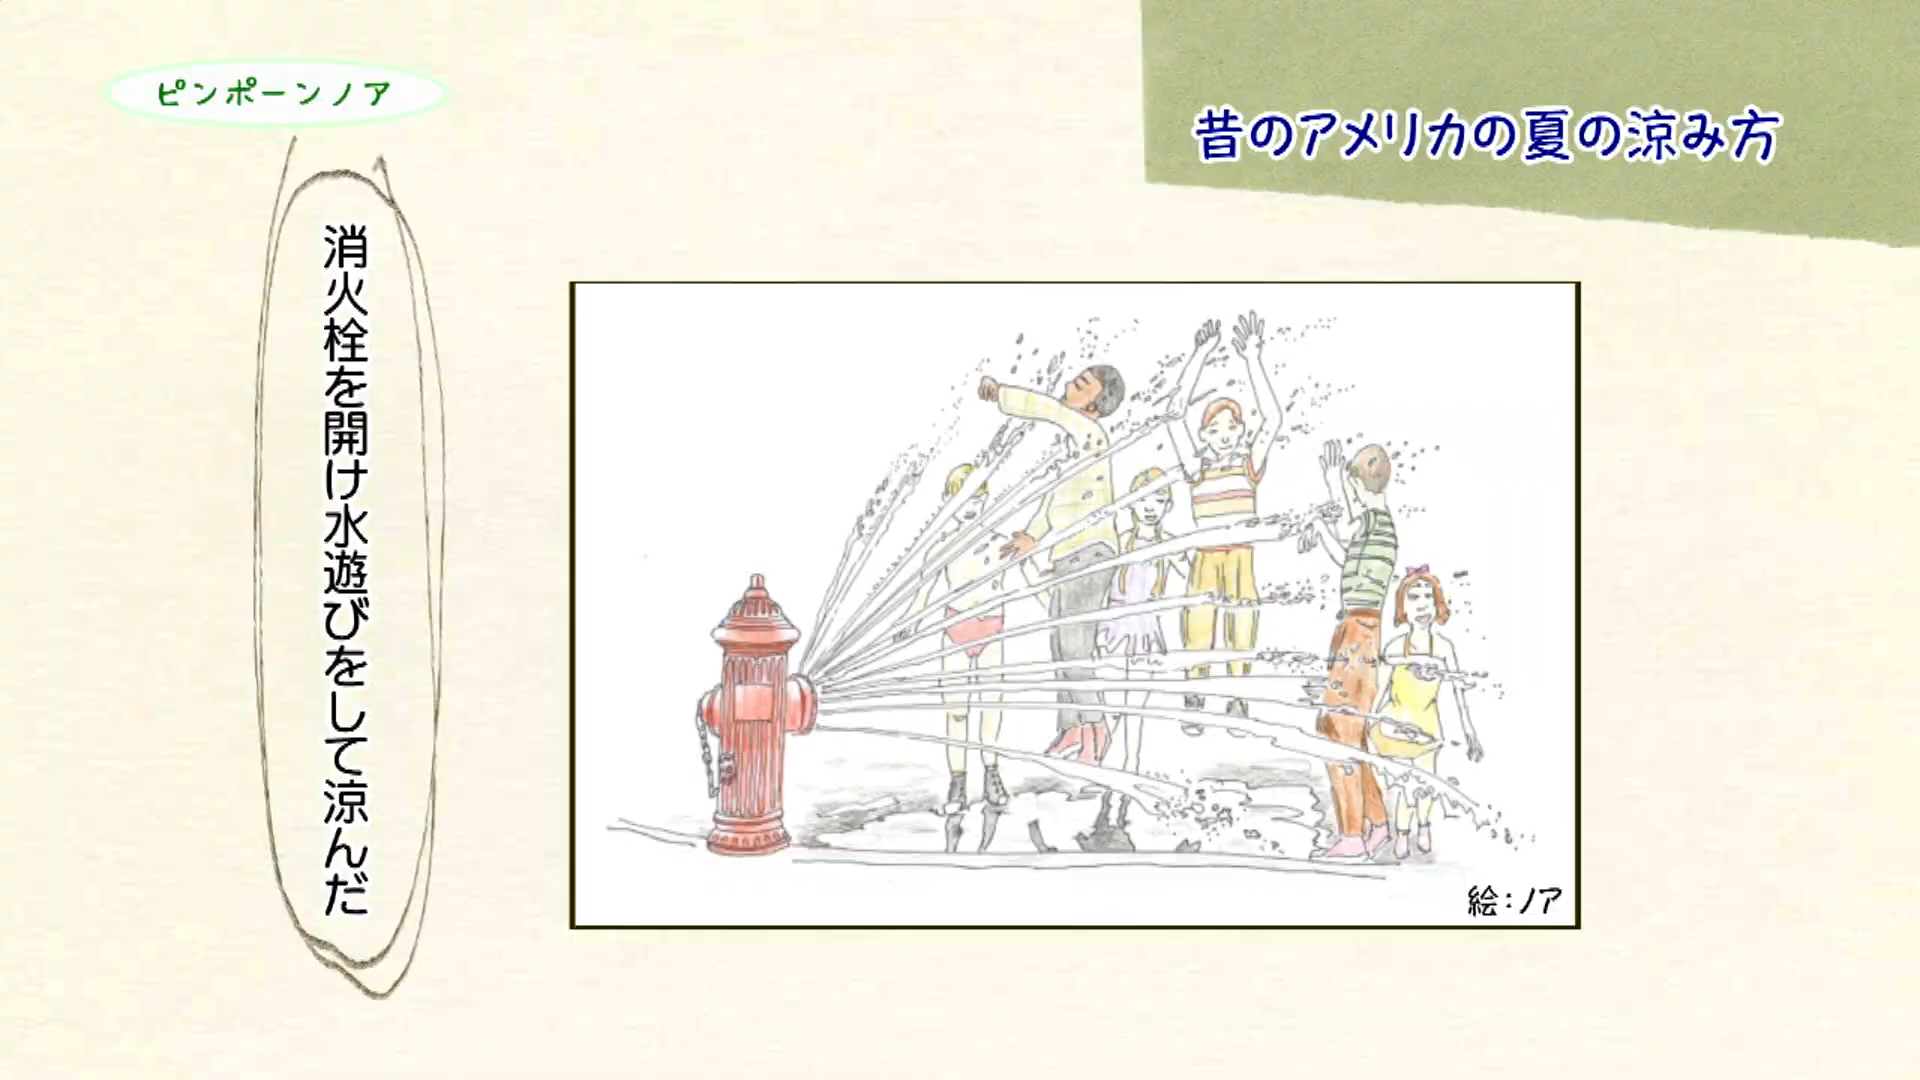 ピンポーンノア
昔のアメリカの夏の涼み方
消火栓を開け水遊びをして涼んだ
絵：ノア